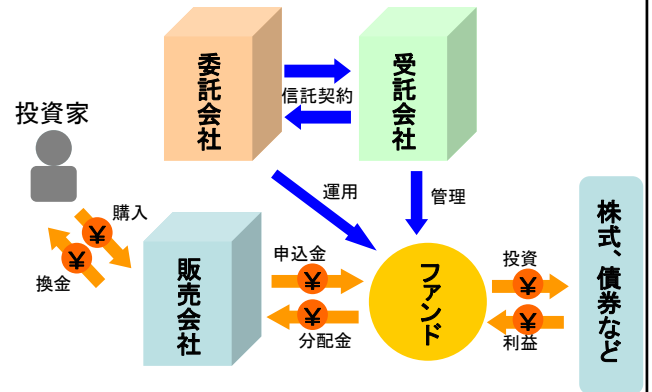 委託会社
受託会社
信託契約
投資家
運用
管理
購入
換金
販売会社
申込金
¥
¥
分配金
ファンド
投資
¥
¥
利益
¥
¥
株式、債券など